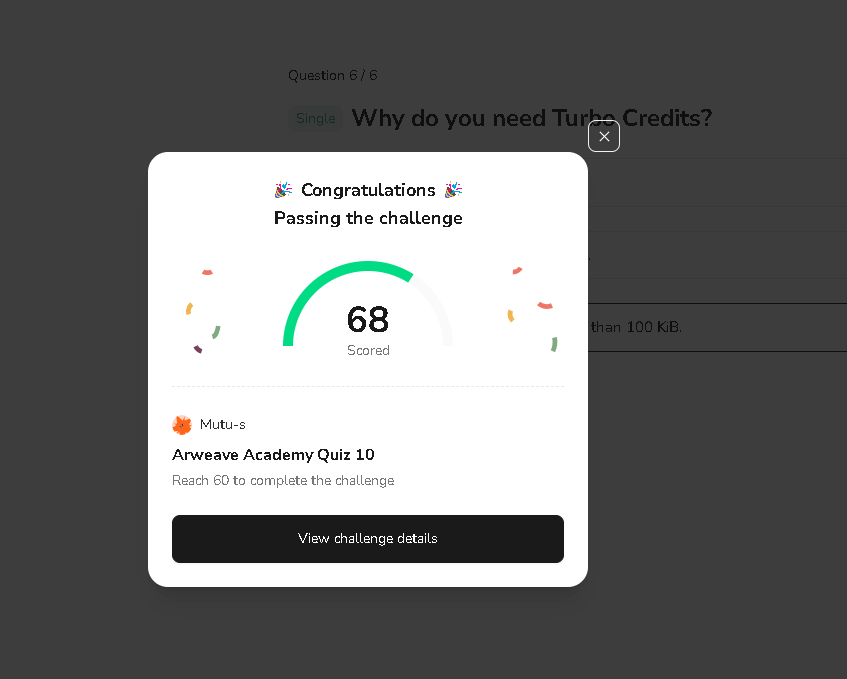 Question 6 / 6
Single
Why do you need Turbo Credits?
Congratulations
Passing the challenge
68
Scored
than 100 KiB.
Mutu-s
Arweave Academy Quiz 10
Reach 60 to complete the challenge
View challenge details